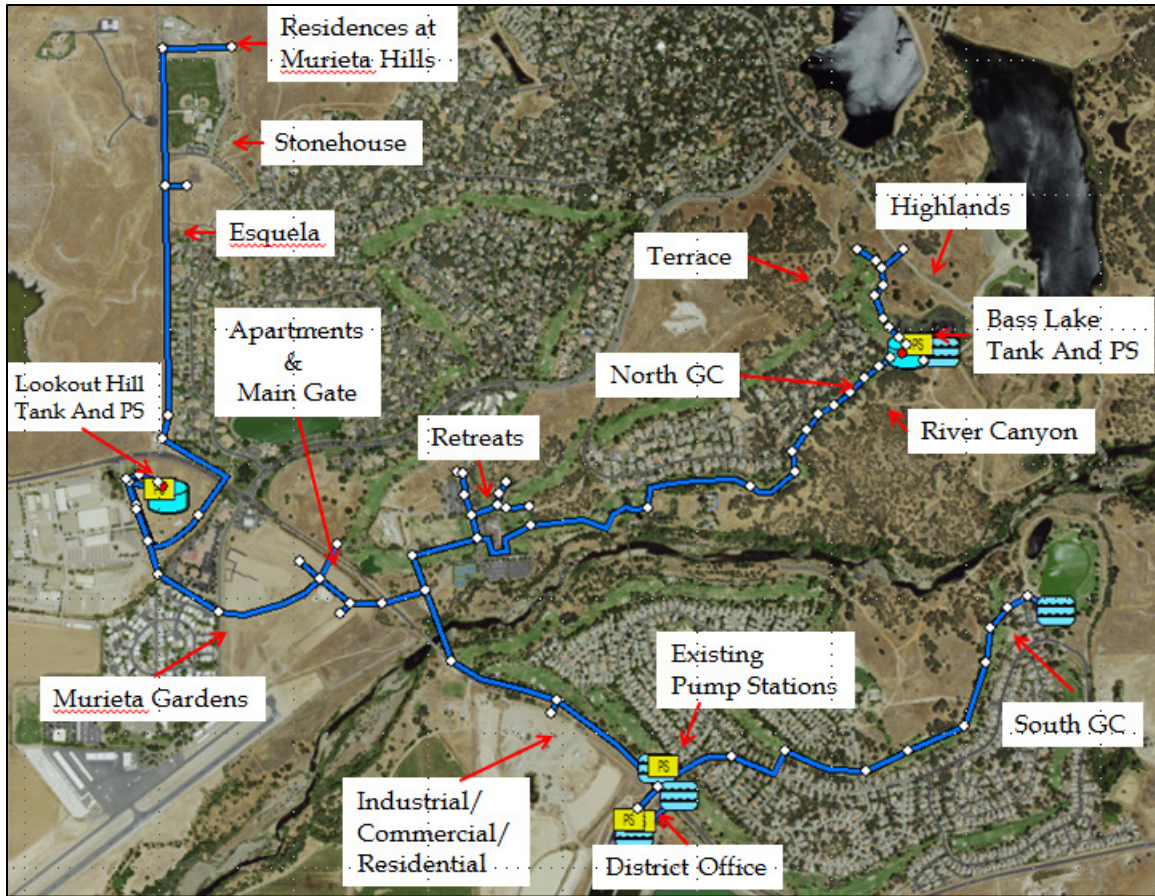 Residences at
Murieta Hills
Stonehouse
Esquela
Highlands
Terrace
Apartments
&
Main Gate
Bass Lake
Tank And PS
PS
Lookout Hill
Tank And PS
North GC
River Canyon
Retreats
PS
Murieta Gardens
Existing
Pump Stations
South GC
PS
Industrial/
Commercial/
Residential
PS
District Office